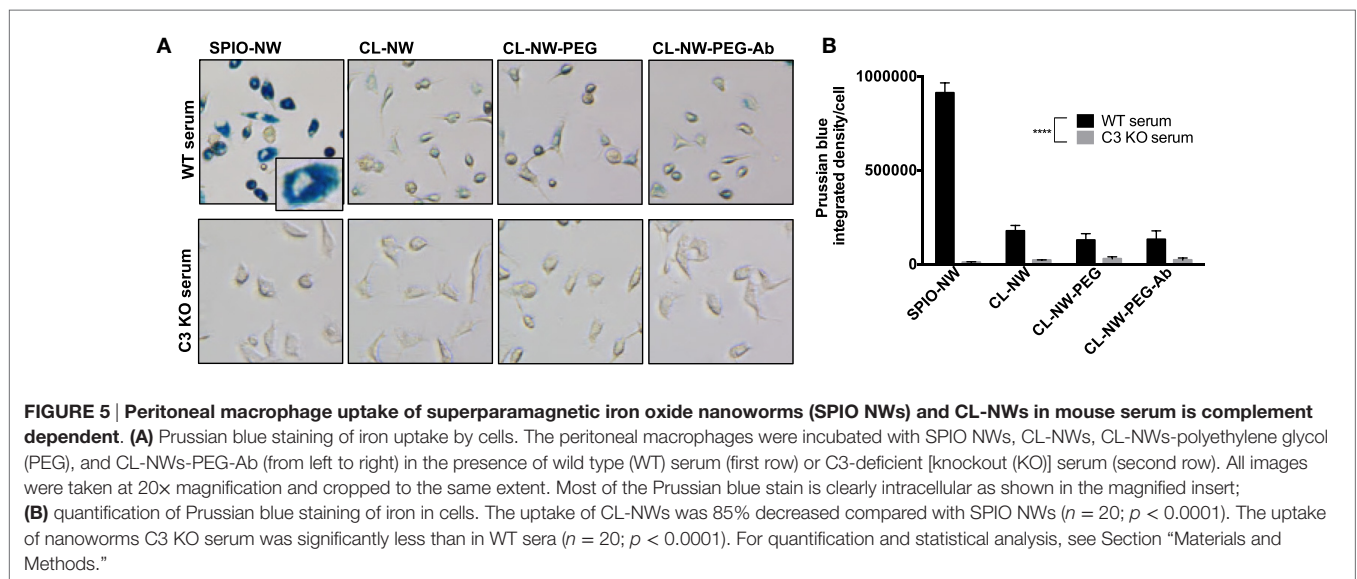 A
SPIO-NW CL-NW CL-NW-PEG CL-NW-PEG-Ab
WT serum
C3 KO serum
B
Prussian blue
integrated density/cell
1000000
500000
0
**** WT serum
C3 KO serum
SPIO-NW
CL-NW
CL-NW-PEG
CL-NW-PEG-Ab
FIGURE 5 | Peritoneal macrophage uptake of superparamagnetic iron oxide nanoworms (SPIO NWs) and CL-NWs in mouse serum is complement
dependent. (A) Prussian blue staining of iron uptake by cells. The peritoneal macrophages were incubated with SPIO NWs, CL-NWs, CL-NWs-polyethylene glycol
(PEG), and CL-NWs-PEG-Ab (from left to right) in the presence of wild type (WT) serum (first row) or C3-deficient [knockout (KO)] serum (second row). All images
were taken at 20× magnification and cropped to the same extent. Most of the Prussian blue stain is clearly intracellular as shown in the magnified insert;
(B) quantification of Prussian blue staining of iron in cells. The uptake of CL-NWs was 85% decreased compared with SPIO NWs (n = 20; p < 0.0001). The uptake
of nanoworms C3 KO serum was significantly less than in WT sera (n = 20; p < 0.0001). For quantification and statistical analysis, see Section “Materials and
Methods.”